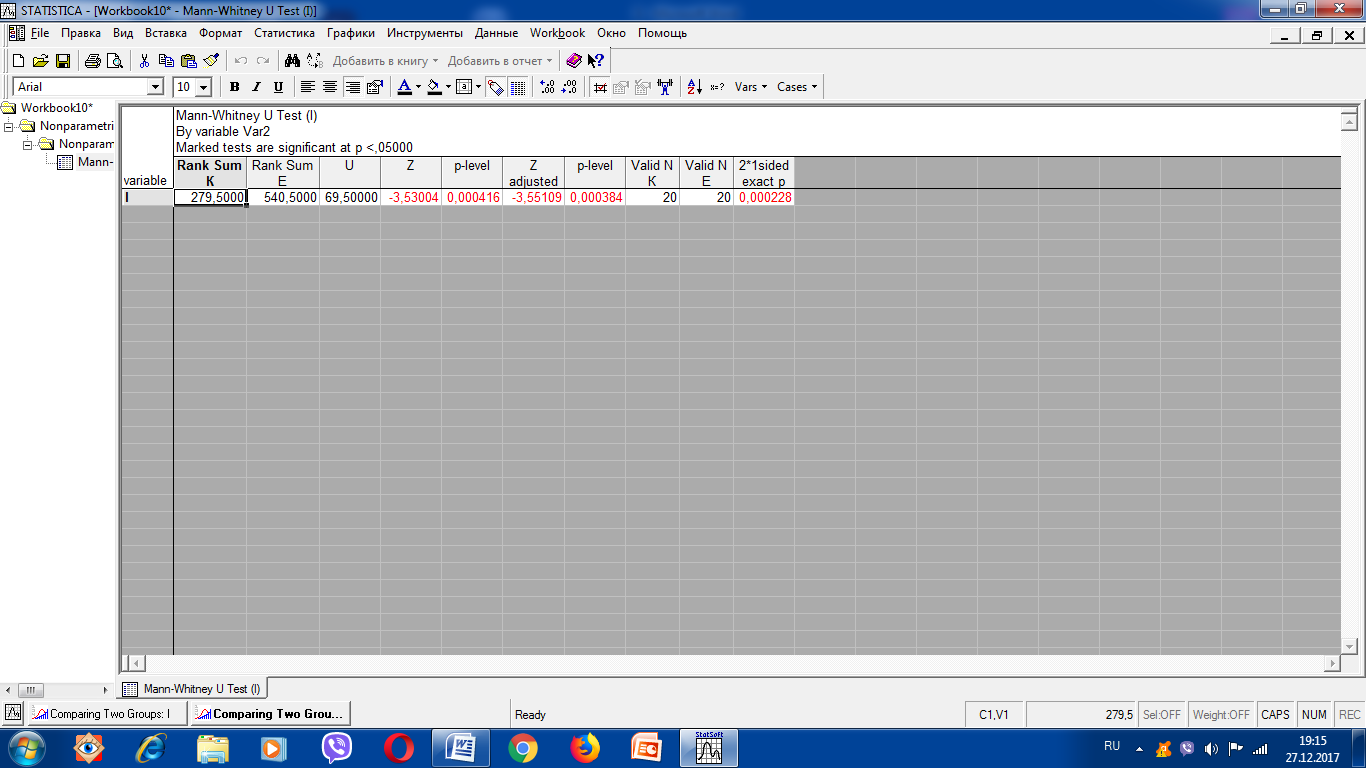 STATISTICA - [Workbook10* - Mann-Whitney U Test (I)]
File Правка Вид Вставка Формат Статистика Графики Инструменты Данные Workbook Окно Помощь
Добавить в книгу Добавить в отчет
Arial 10 B I U A Vars Cases
Workbook10*
Nonparametri
Nonparam
Mann-
Mann-Whitney U Test (I)
By variable Var2
Marked tests are significant at p <,05000
variable Rank Sum K Rank Sum E U Z p-level Z adjusted p-level Valid N K Valid N E 2*1sided exact p
I 279,5000 540,5000 69,50000 -3,53004 0,000416 -3,55109 0,000384 20 20 0,000228
Mann-Whitney U Test (I)
Comparing Two Groups: I Comparing Two Grou... Ready C1,V1 279,5 Sel:OFF Weight:OFF CAPS NUM REC
StatSoft
RU 19:15
27.12.2017